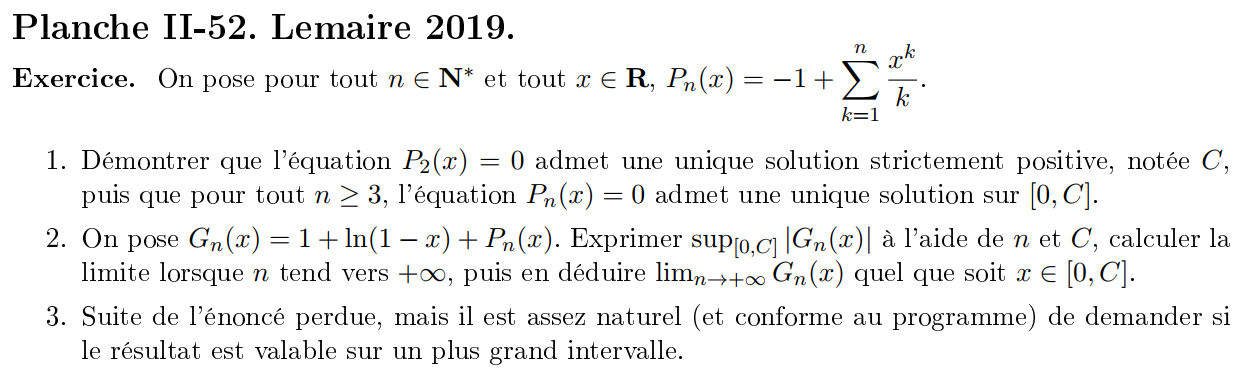 Planche II-52. Lemaire 2019.
Exercice. On pose pour tout $n \in \mathbf{N}^*$ et tout $x \in \mathbf{R}$, $P_n(x) = -1 + \sum_{k=1}^{n} \frac{x^k}{k}$.
1. Démontrer que l'équation $P_2(x) = 0$ admet une unique solution strictement positive, notée $C$,
puis que pour tout $n \geq 3$, l'équation $P_n(x) = 0$ admet une unique solution sur $[0, C]$.
2. On pose $G_n(x) = 1 + \ln(1 - x) + P_n(x)$. Exprimer $\sup_{[0,C]} |G_n(x)|$ à l'aide de $n$ et $C$, calculer la
limite lorsque $n$ tend vers $+\infty$, puis en déduire $\lim_{n \to +\infty} G_n(x)$ quel que soit $x \in [0, C]$.
3. Suite de l'énoncé perdue, mais il est assez naturel (et conforme au programme) de demander si
le résultat est valable sur un plus grand intervalle.